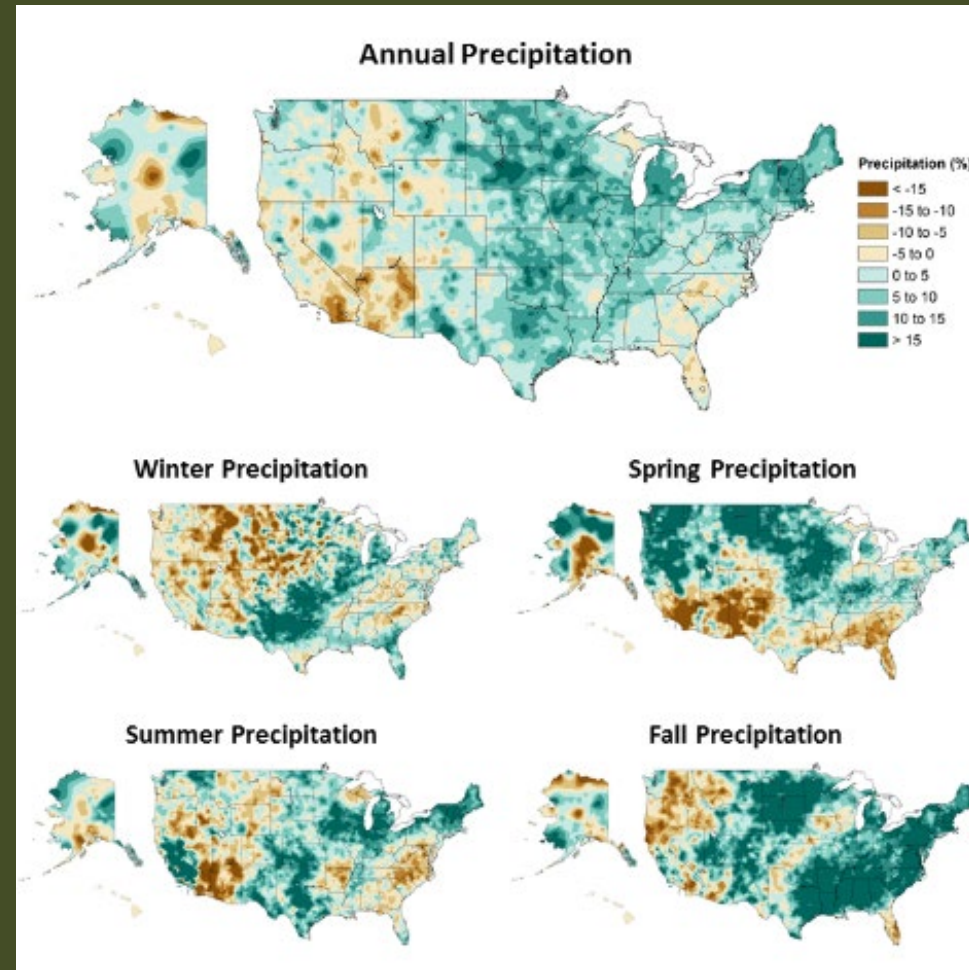 Annual Precipitation
Precipitation (%)
< -15
-15 to -10
-10 to -5
-5 to 0
0 to 5
5 to 10
10 to 15
> 15
Winter Precipitation
Spring Precipitation
Summer Precipitation
Fall Precipitation